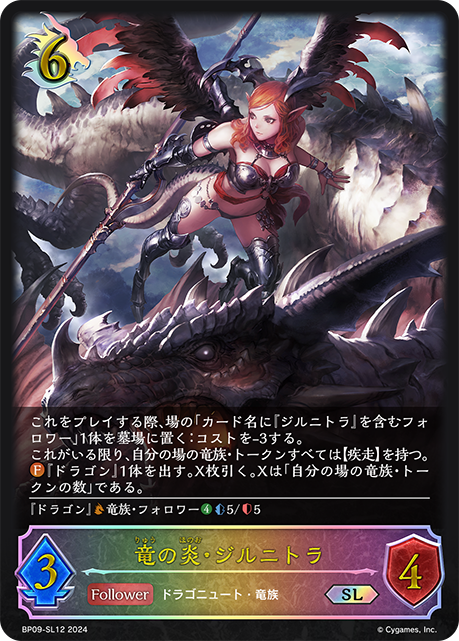 6
これをプレイする際、場の「カード名に『ジルニトラ』を含むフォ
ロワー」1体を墓場に置く:コストを-3する。
これがいる限り、自分の場の竜族・トークンすべては【疾走】を持つ。
F『ドラゴン』1体を出す。X枚引く。Xは「自分の場の竜族・トー
クンの数」である。
『ドラゴン』竜族・フォロワー4 5/5
りゅう ほのお
竜の炎・ジルニトラ
3
Follower ドラゴニュート・竜族 SL
4
BP09-SL12 2024 © Cygames, Inc.